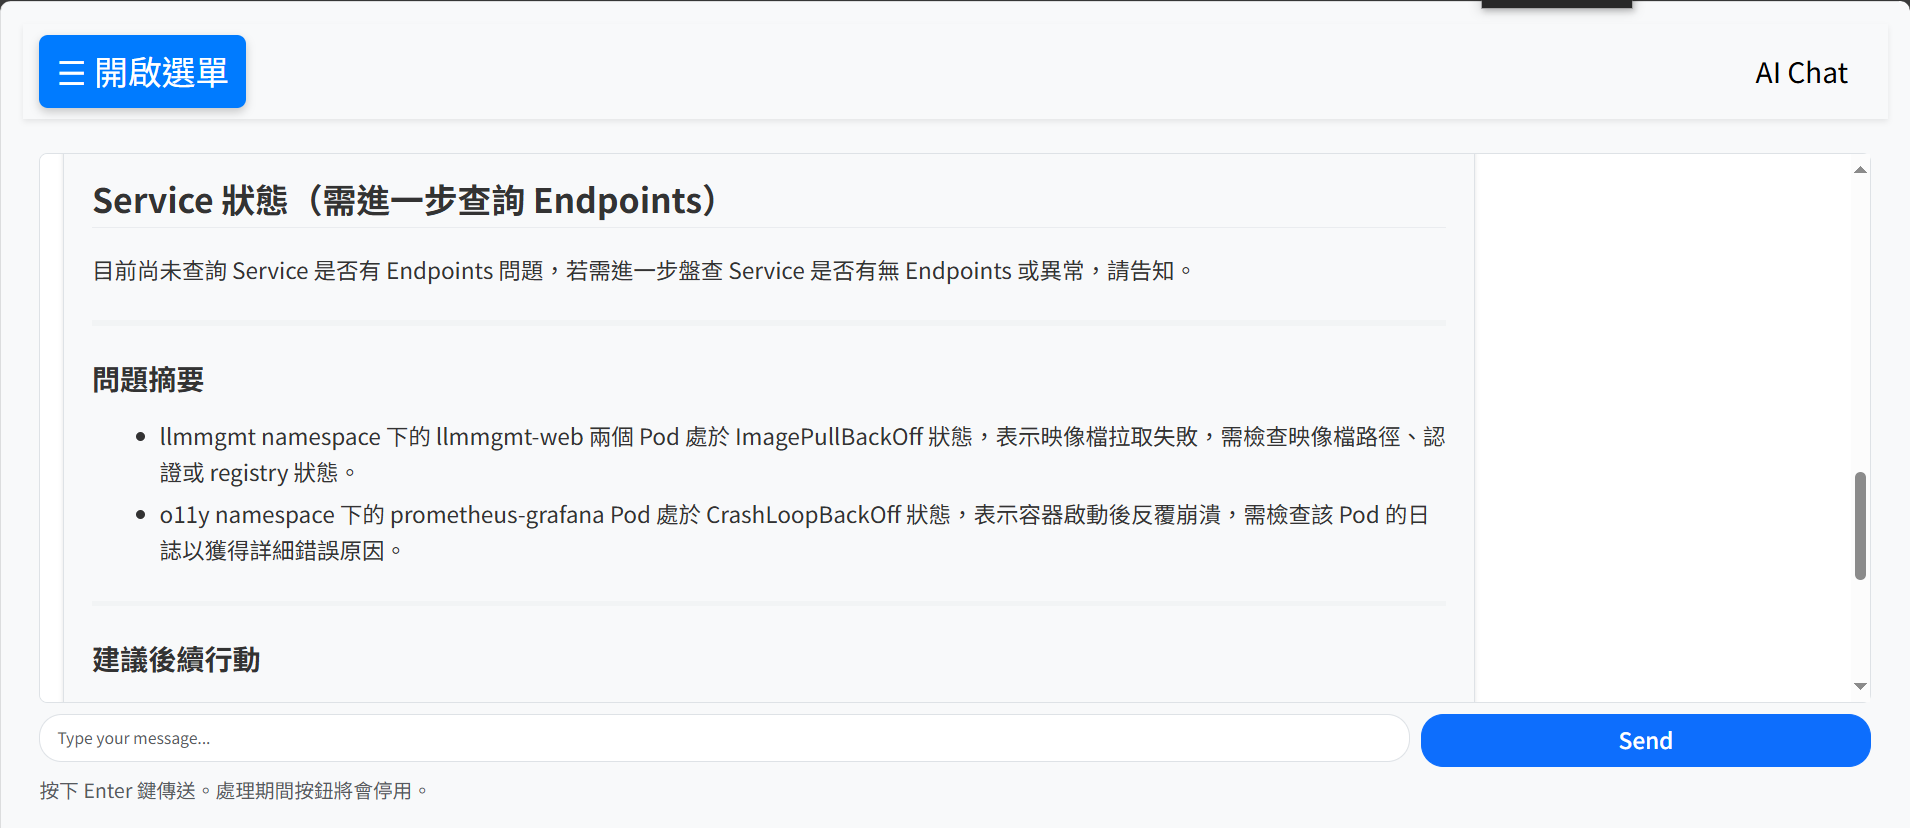 ☰ 開啟選單
AI Chat
Service 狀態（需進一步查詢 Endpoints）
目前尚未查詢 Service 是否有 Endpoints 問題，若需進一步盤查 Service 是否有無 Endpoints 或異常，請告知。
問題摘要
• llmmgmt namespace 下的 llmmgmt-web 兩個 Pod 處於 ImagePullBackOff 狀態，表示映像檔拉取失敗，需檢查映像檔路徑、認
證或 registry 狀態。
• o11y namespace 下的 prometheus-grafana Pod 處於 CrashLoopBackOff 狀態，表示容器啟動後反覆崩潰，需檢查該 Pod 的日
誌以獲得詳細錯誤原因。
建議後續行動
Type your message...
Send
按下 Enter 鍵傳送。處理期間按鈕將會停用。